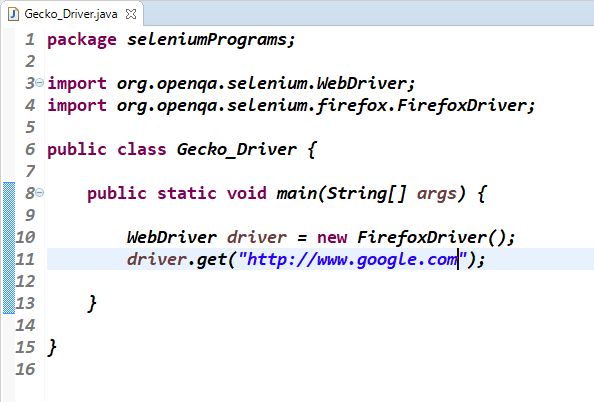 Gecko_Driver.java
1 package seleniumPrograms;
2
3 import org.openqa.selenium.WebDriver;
4 import org.openqa.selenium.firefox.FirefoxDriver;
5
6 public class Gecko_Driver {
7
8 public static void main(String[] args) {
9
10 WebDriver driver = new FirefoxDriver();
11 driver.get("http://www.google.com");
12
13 }
14
15 }
16